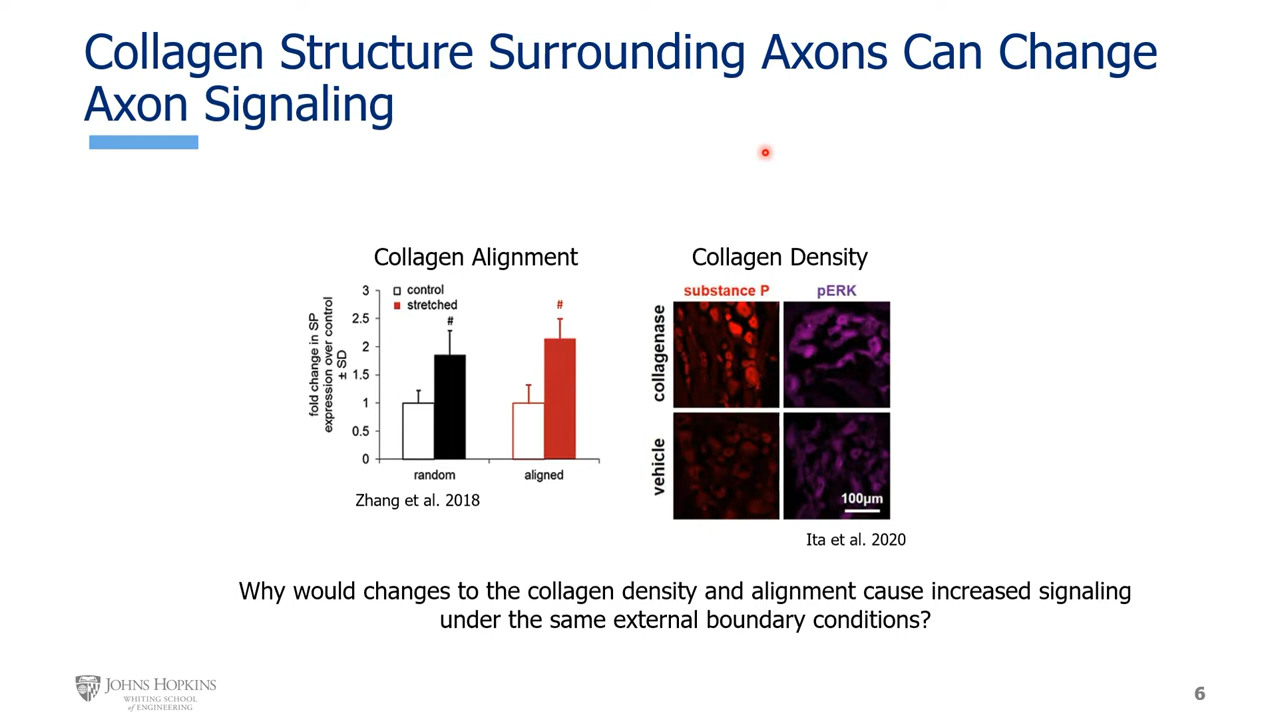 Collagen Structure Surrounding Axons Can Change
Axon Signaling
Collagen Alignment
control
stretched
fold change in SP
expression over control
± SD
3
2.5
2
1.5
1
0.5
0
#
#
random
aligned
Zhang et al. 2018
Collagen Density
substance P
pERK
collagenase
vehicle
100µm
Ita et al. 2020
Why would changes to the collagen density and alignment cause increased signaling
under the same external boundary conditions?
JOHNS HOPKINS
WHITING SCHOOL
of ENGINEERING
6